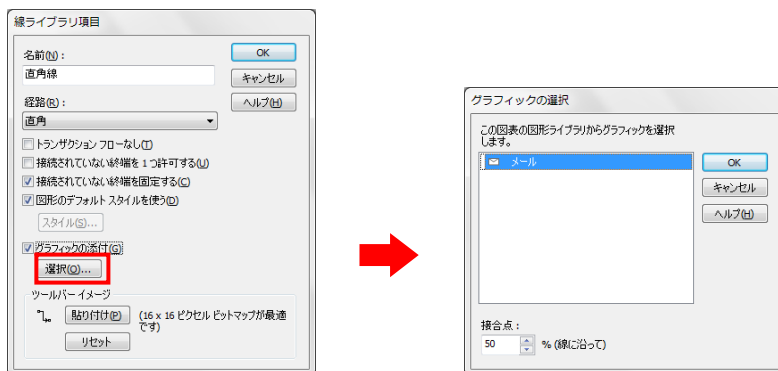 線ライブラリ項目
名前(N):
直角線
OK
キャンセル
ヘルプ(H)
経路(R):
直角
トランザクション フローなし(T)
接続されていない終端を 1 つ許可する(U)
接続されていない終端を固定する(C)
図形のデフォルト スタイルを使う(D)
スタイル(S)...
グラフィックの添付(G)
選択(O)...
ツールバー イメージ
貼り付け(P)
(16 x 16 ピクセル ビットマップが最適
です)
リセット
グラフィックの選択
この図表の図形ライブラリからグラフィックを選択
します。
メール
OK
キャンセル
ヘルプ(H)
接合点:
50
% (線に沿って)